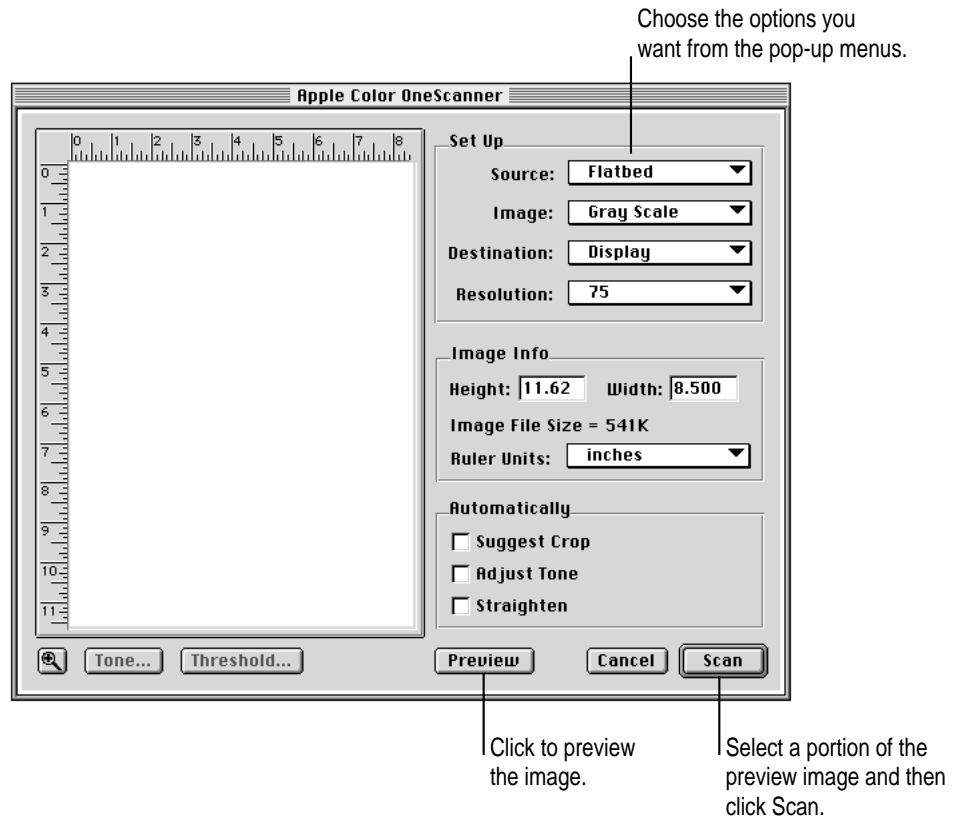 Choose the options you
want from the pop-up menus.
Apple Color OneScanner
0 1 2 3 4 5 6 7 8
0
1
2
3
4
5
6
7
8
9
10
11
Set Up
Source: Flatbed
Image: Gray Scale
Destination: Display
Resolution: 75
Image Info
Height: 11.62 Width: 8.500
Image File Size = 541K
Ruler Units: inches
Automatically
Suggest Crop
Adjust Tone
Straighten
Tone... Threshold... Preview Cancel Scan
Click to preview
the image.
Select a portion of the
preview image and then
click Scan.